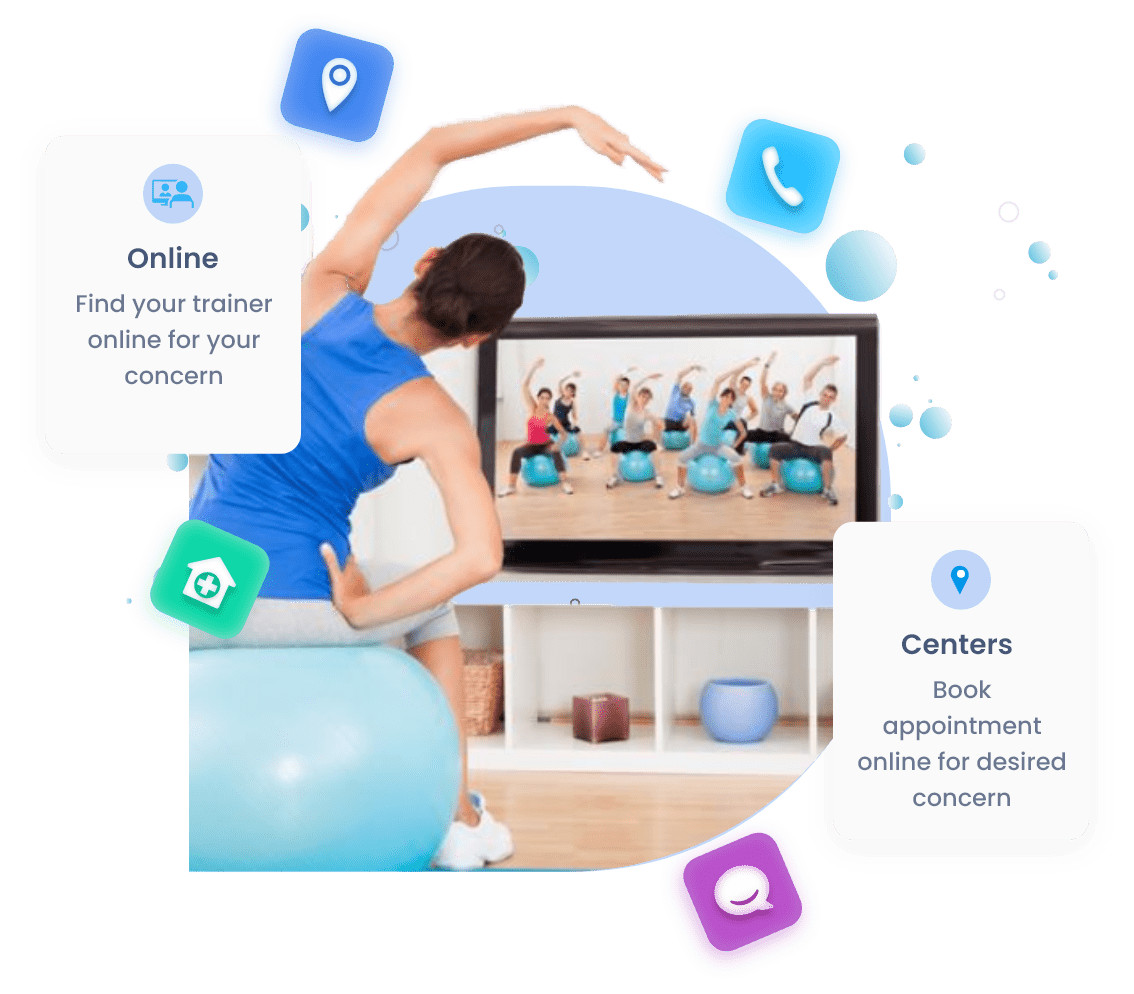 Online
Find your trainer
online for your
concern
Centers
Book
appointment
online for desired
concern